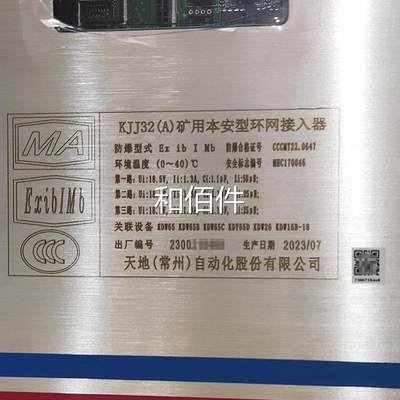 KJJ32(A)矿用本安型环网接入器
MA
防爆型式 Ex ib I Mb 防爆合格证号 CCCMT22.0647
环境温度 (0~40)℃ 安全标志编号 MHC170046
ExibIMb
第一路: Ui:18.5V, Ii:1.3A, Ci:1.1μF, Li:50μH
第二路:
和佰件
第三路:
CCC
关联设备 KDW65 KDW65B KDW65C KDY65D KDW26 KDW16B-18
出厂编号 2300 生产日期 2023/07
天地(常州)自动化股份有限公司